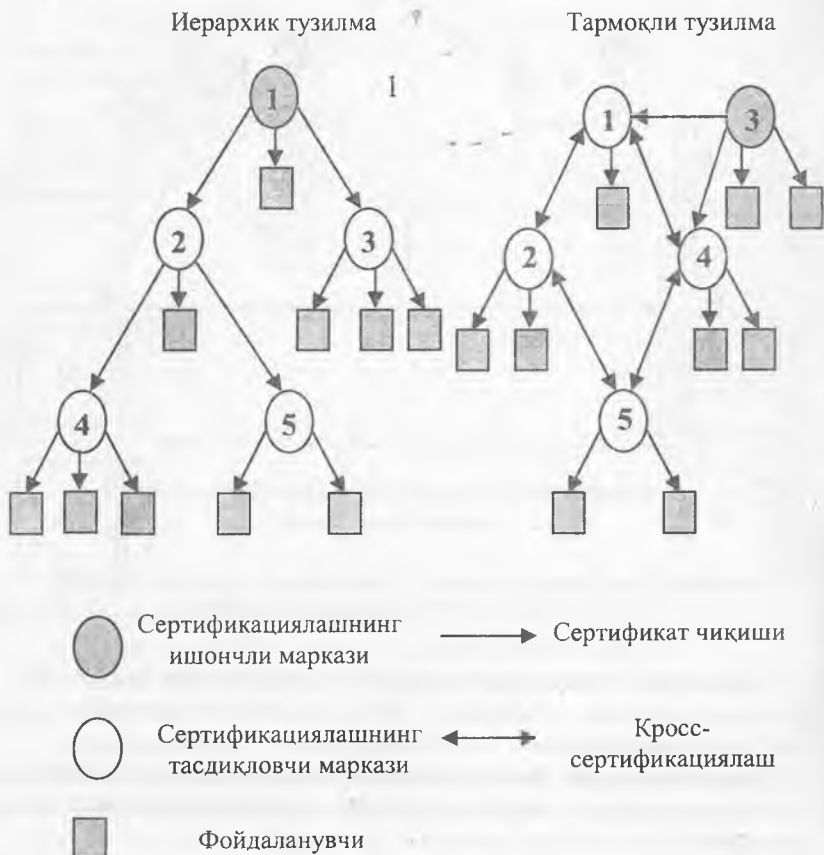 Иерархик тузилма
Тармоқли тузилма
1
1
3
1
2
3
2
4
4
5
5
Сертификациялашнинг
ишончли маркази
Сертификат чиқиши
Сертификациялашнинг
тасдиқловчи маркази
Кросс-
сертификациялаш
Фойдаланувчи